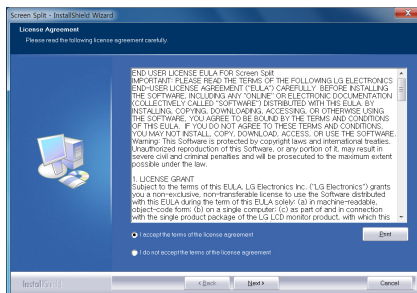 Screen Split - InstallShield Wizard
License Agreement
Please read the following license agreement carefully.
END USER LICENSE EULA FOR Screen Split
IMPORTANT: PLEASE READ THE TERMS OF THE FOLLOWING LG ELECTRONICS
END-USER LICENSE AGREEMENT ("EULA") CAREFULLY BEFORE INSTALLING
THE SOFTWARE, INCLUDING ANY "ONLINE" OR ELECTRONIC DOCUMENTATION
(COLLECTIVELY CALLED "SOFTWARE") DISTRIBUTED WITH THIS EULA. BY
INSTALLING, COPYING, DOWNLOADING, ACCESSING, OR OTHERWISE USING
THE SOFTWARE, YOU AGREE TO BE BOUND BY THE TERMS AND CONDITIONS
OF THIS EULA. IF YOU DO NOT AGREE TO THESE TERMS AND CONDITIONS,
YOU MAY NOT INSTALL, COPY, DOWNLOAD, ACCESS, OR USE THE SOFTWARE.
Warning: This Software is protected by copyright laws and international treaties.
Unauthorized reproduction of this Software, or any portion of it, may result in
severe civil and criminal penalties and will be prosecuted to the maximum extent
possible under the law.
1. LICENSE GRANT
Subject to the terms of this EULA, LG Electronics Inc. ("LG Electronics") grants
you a non-exclusive, non-transferable license to use the Software distributed
with this EULA during the term of this EULA solely: (a) in machine-readable,
object-code form; (b) on a single computer; (c) as part of and in connection
with the single product package of the LG LCD monitor product, with which this
I accept the terms of the license agreement
Print
I do not accept the terms of the license agreement
InstallShield
< Back
Next >
Cancel